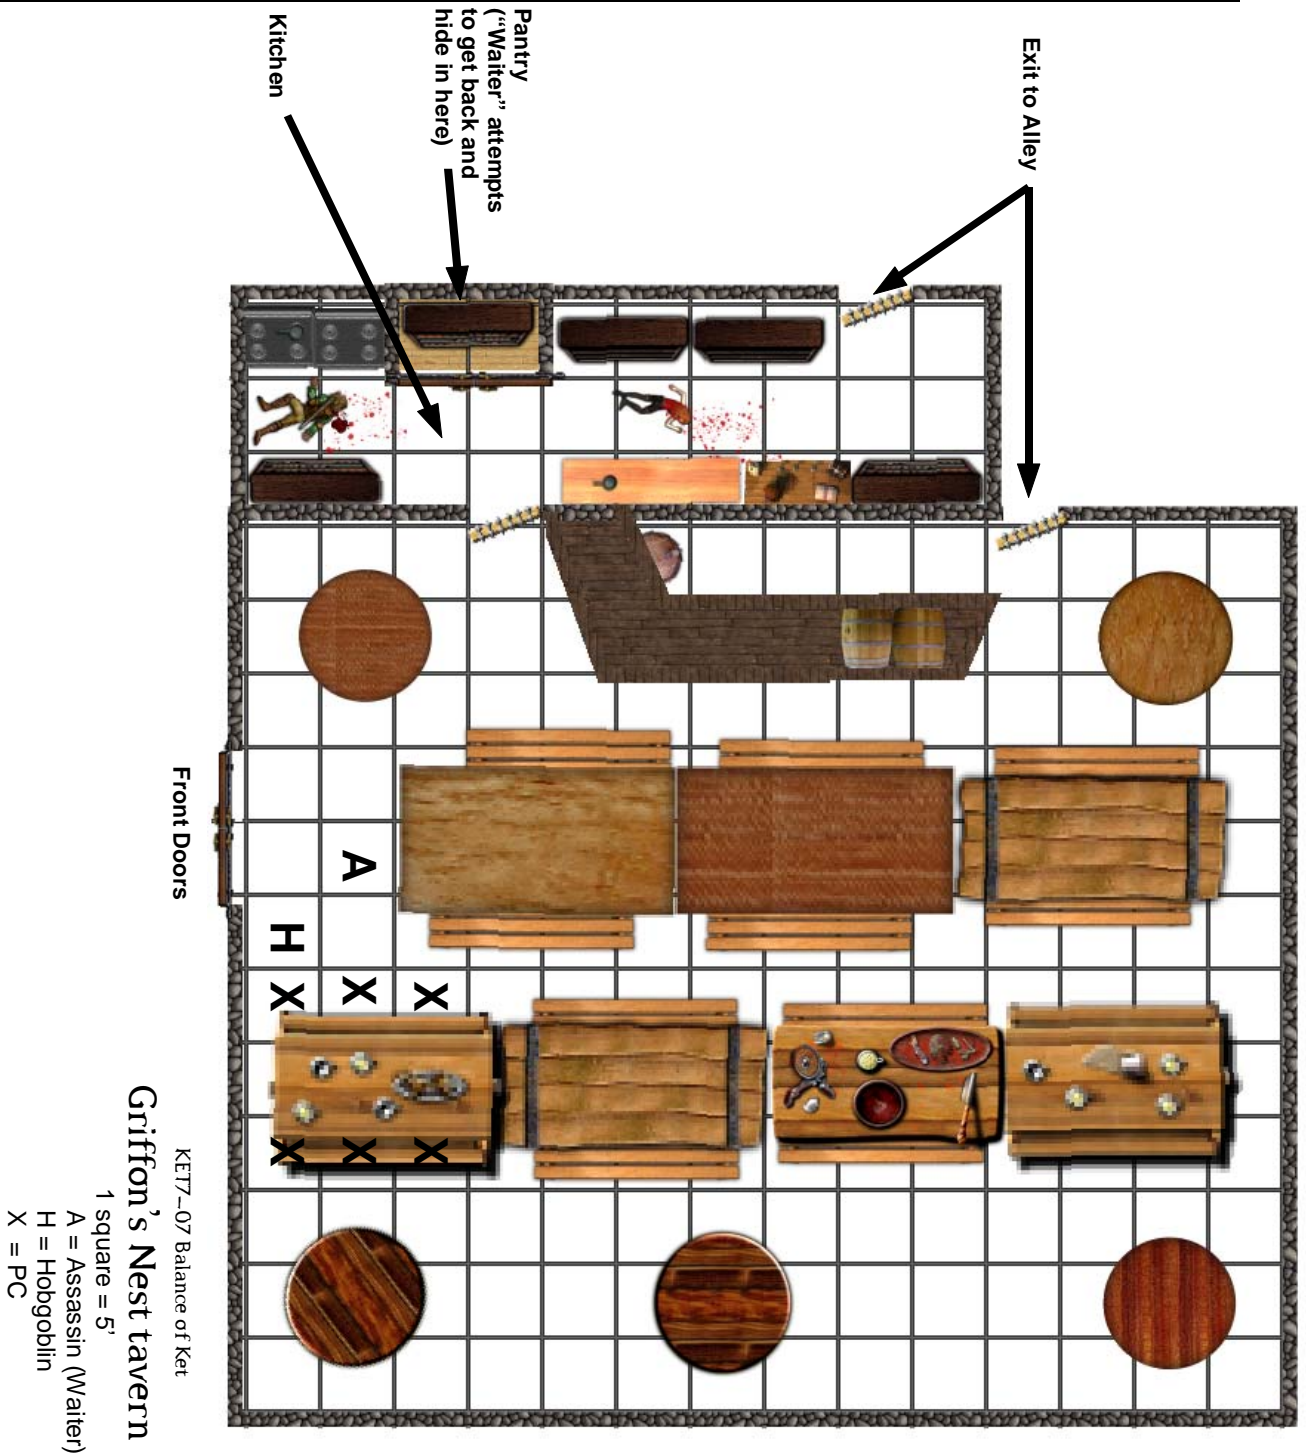 Exit to Alley
Pantry
("Waiter" attempts
to get back and
hide in here)
Kitchen
Front Doors
A
H
X
X
X
X
X
X
KET7–07 Balance of Ket
Griffon's Nest tavern
1 square = 5'
A = Assassin (Waiter)
H = Hobgoblin
X = PC